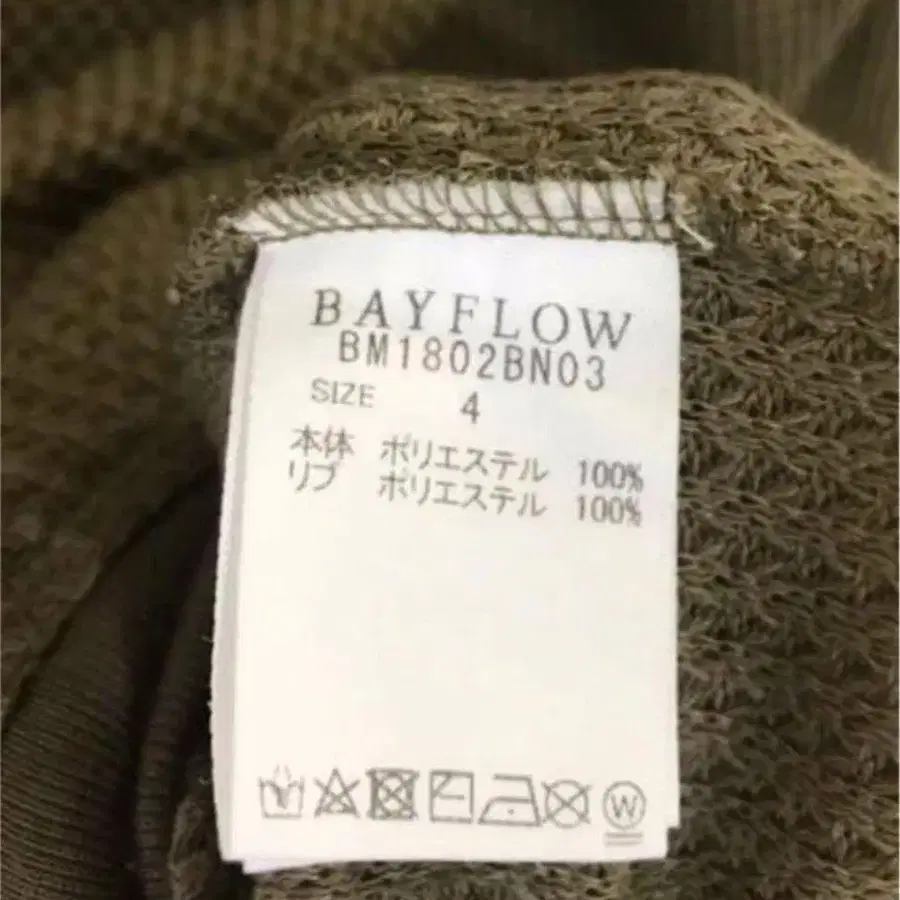 BAYFLOW
BM1802BN03
SIZE 4
本体 ポリエステル 100%
リブ ポリエステル 100%
W